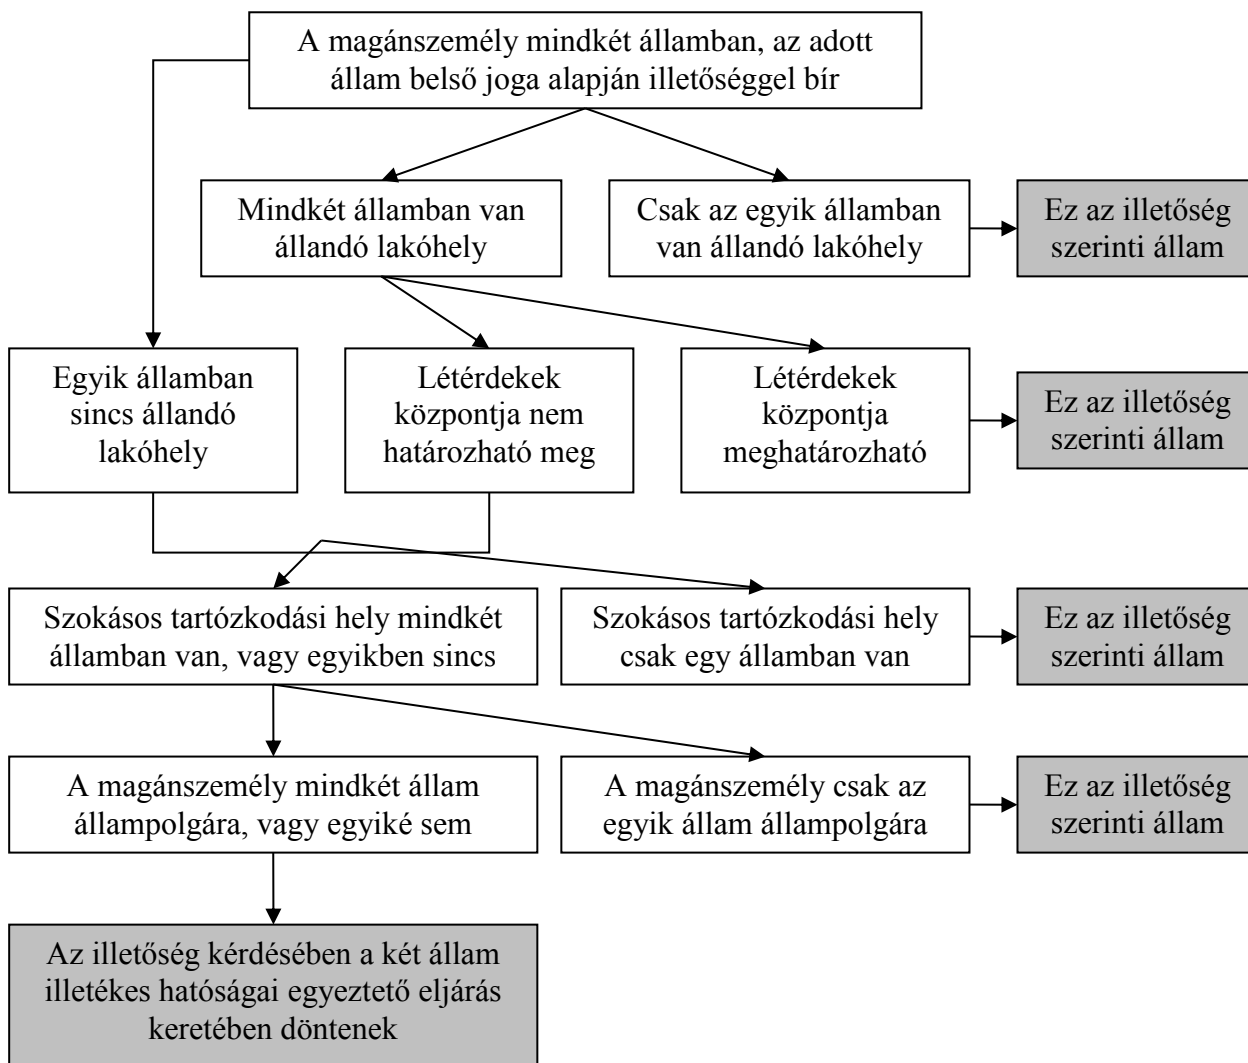 A magánszemély mindkét államban, az adott
állam belső joga alapján illetőséggel bír
Mindkét államban van
állandó lakóhely
Csak az egyik államban
van állandó lakóhely
Ez az illetőség
szerinti állam
Egyik államban
sincs állandó
lakóhely
Létérdekek
központja nem
határozható meg
Létérdekek
központja
meghatározható
Ez az illetőség
szerinti állam
Szokásos tartózkodási hely mindkét
államban van, vagy egyikben sincs
Szokásos tartózkodási hely
csak egy államban van
Ez az illetőség
szerinti állam
A magánszemély mindkét állam
állampolgára, vagy egyiké sem
A magánszemély csak az
egyik állam állampolgára
Ez az illetőség
szerinti állam
Az illetőség kérdésében a két állam
illetékes hatóságai egyeztető eljárás
keretében döntenek